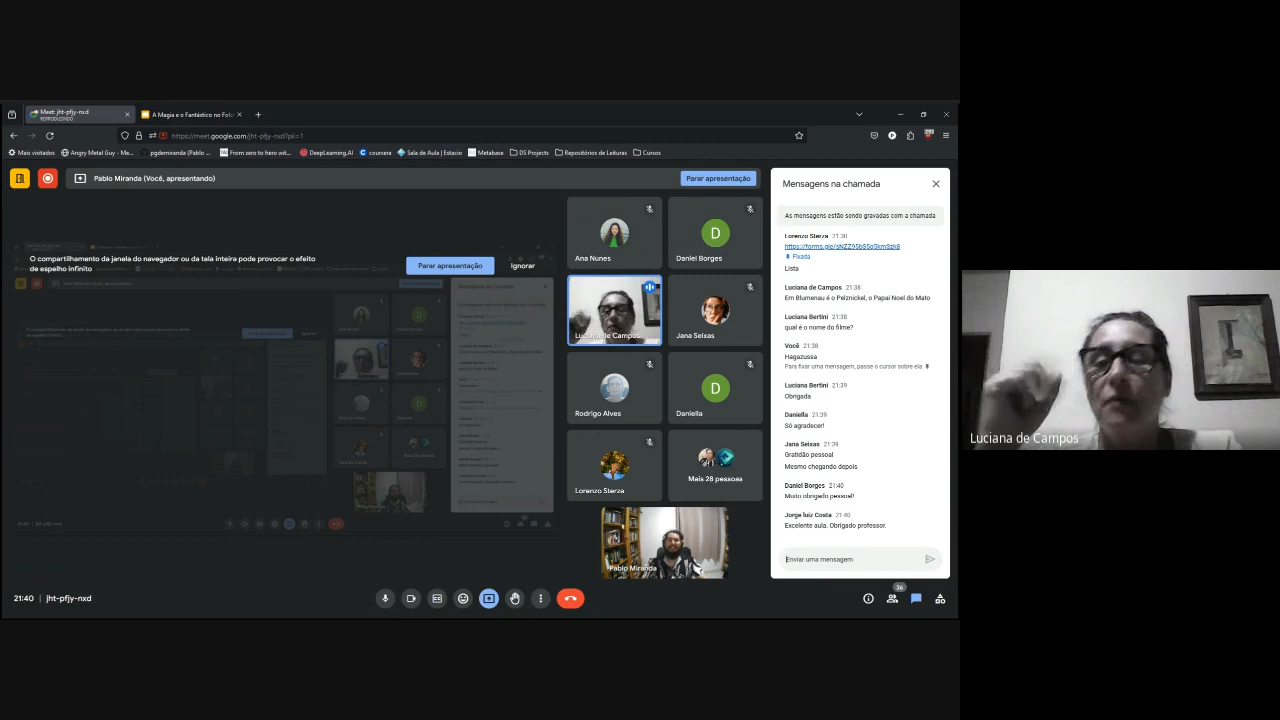 Meet: jht-pfjy-nxd
REPRODUZINDO
A Magia e o Fantástico no Fol
https://meet.google.com/jht-pfjy-nxd?pli=1
Mais visitados
Angry Metal Guy - Me...
pgdemiranda (Pablo ...
From zero to hero wit...
DeepLearning.AI
coursera
Sala de Aula | Estacio
Metabase
DS Projects
Repositórios de Leituras
Cursos
Pablo Miranda (Você, apresentando)
Parar apresentação
O compartilhamento da janela do navegador ou da tela inteira pode provocar o efeito
de espelho infinito
Parar apresentação
Ignorar
Ana Nunes
D
Daniel Borges
Luciana de Campos
Jana Seixas
Rodrigo Alves
D
Daniella
Lorenzo Sterza
Mais 28 pessoas
Pablo Miranda
Mensagens na chamada
As mensagens estão sendo gravadas com a chamada
Lorenzo Sterza 21:38
Fixada
Lista
Luciana de Campos 21:38
Em Blumenau é o Pelznickel, o Papai Noel do Mato
Luciana Bertini 21:38
qual é o nome do filme?
Você 21:38
Hagazussa
Para fixar uma mensagem, passe o cursor sobre ela
Luciana Bertini 21:39
Obrigada
Daniella 21:39
Só agradecer!
Jana Seixas 21:39
Gratidão pessoal
Mesmo chegando depois
Daniel Borges 21:40
Muito obrigado pessoal!
Jorge luiz Costa 21:40
Excelente aula. Obrigado professor.
Enviar uma mensagem
21:40 | jht-pfjy-nxd
36
Luciana de Campos